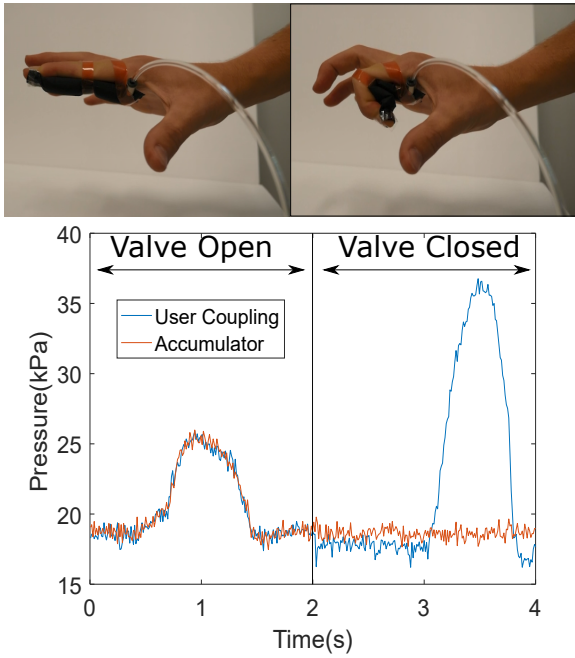 Valve Open
Valve Closed
User Coupling
Accumulator
Pressure(kPa)
40
35
30
25
20
15
0
1
2
3
4
Time(s)